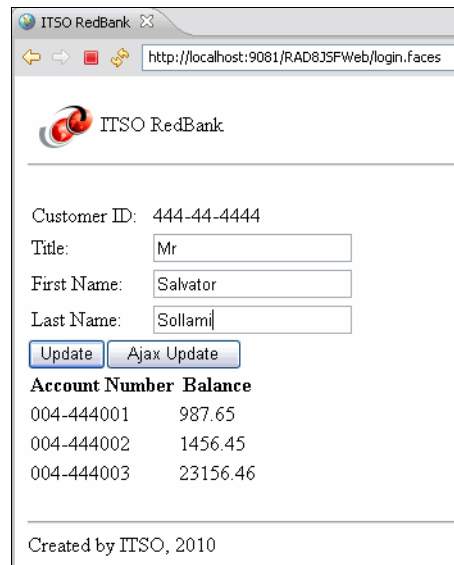 ITSO RedBank
http://localhost:9081/RAD8JSFWeb/login.faces
ITSO RedBank
Customer ID: 444-44-4444
Title: Mr
First Name: Salvator
Last Name: Sollami
Update Ajax Update
Account Number Balance
004-444001 987.65
004-444002 1456.45
004-444003 23156.46
Created by ITSO, 2010